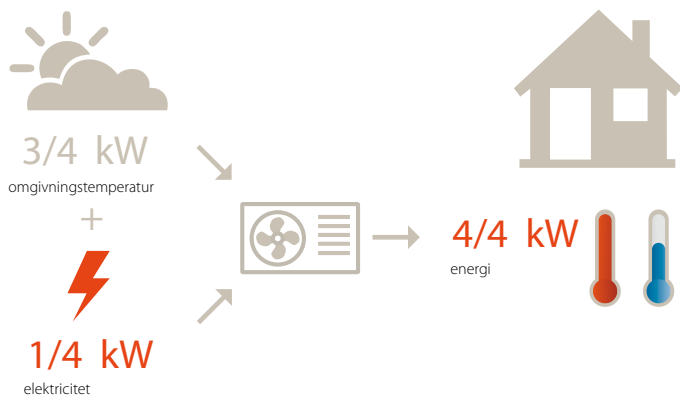 3/4 kW
omgivningstemperatur
+
1/4 kW
elektricitet
4/4 kW
energi